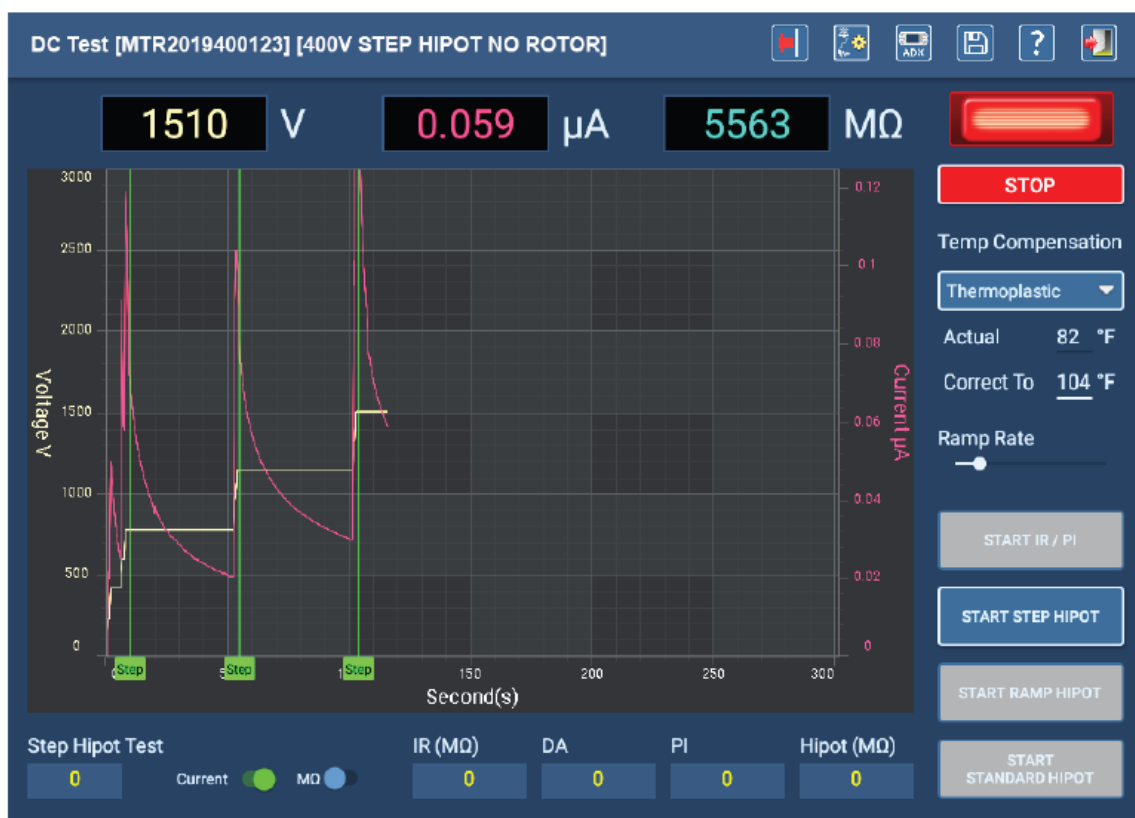 DC Test [MTR2019400123] [400V STEP HIPOT NO ROTOR]
ADX
?
1510 V 0.059 µA 5563 MΩ
STOP
Temp Compensation
Thermoplastic
Actual 82 °F
Correct To 104 °F
Ramp Rate
START IR / PI
START STEP HIPOT
START RAMP HIPOT
START
STANDARD HIPOT
3000
2500
2000
1500
1000
500
0
Voltage V
0.12
0.1
0.08
0.06
0.04
0.02
0
Current µA
Step Step Step 150 200 250 300
Second(s)
Step Hipot Test IR (MΩ) DA PI Hipot (MΩ)
0 Current MΩ 0 0 0 0